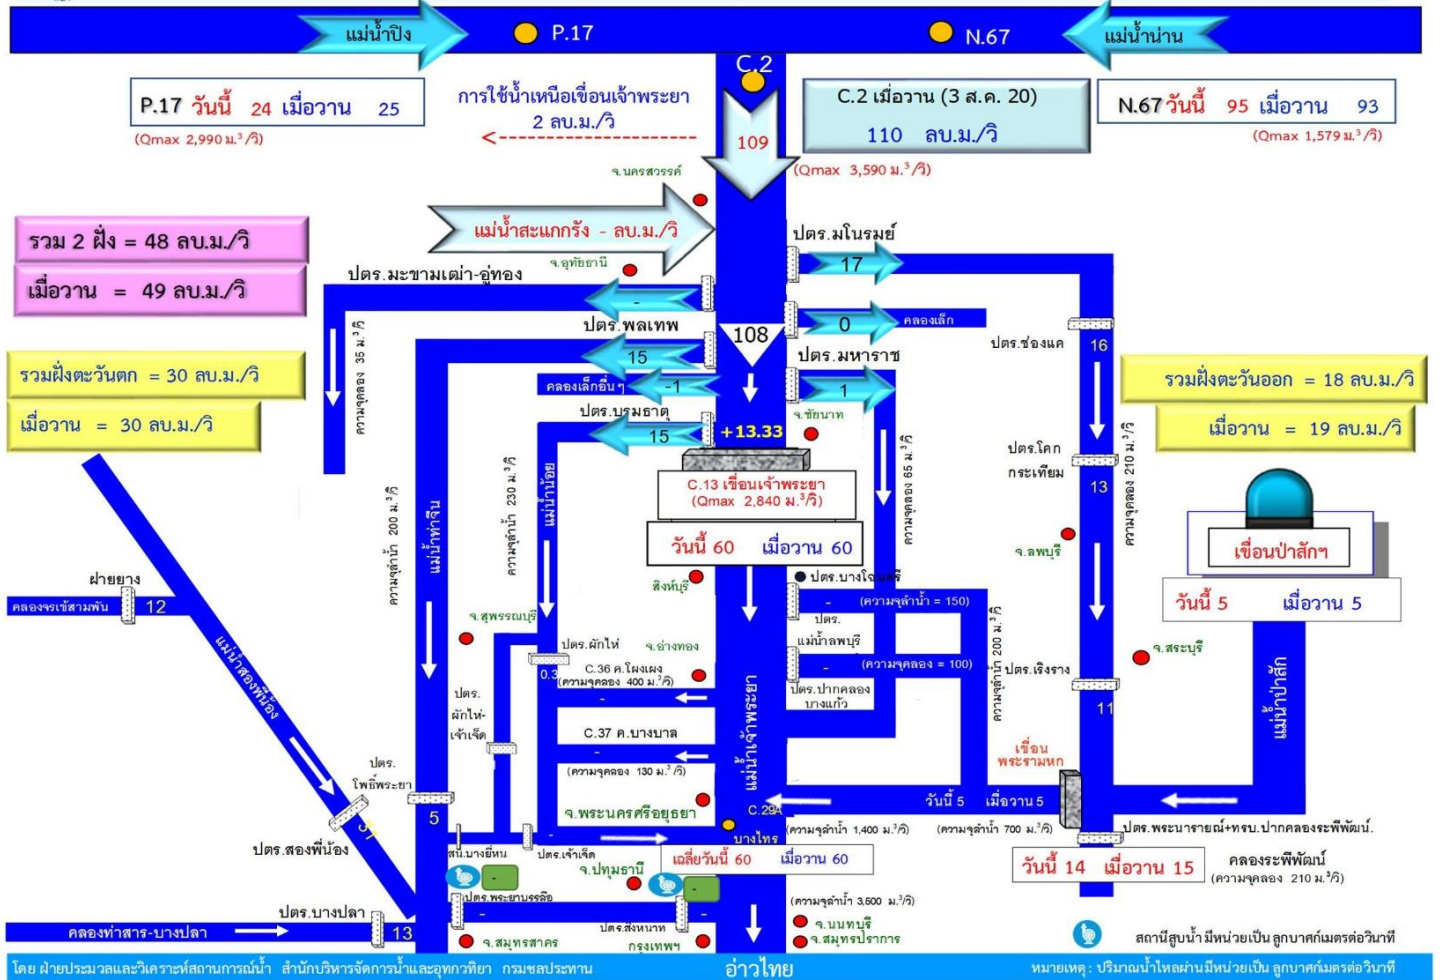 แม่น้ำปิง
P.17
N.67
แม่น้ำน่าน
C.2
P.17 วันนี้ 24 เมื่อวาน 25
(Qmax 2,990 ม.³/วิ)
การใช้น้ำเหนือเขื่อนเจ้าพระยา
2 ลบ.ม./วิ
109
C.2 เมื่อวาน (3 ส.ค. 20)
110 ลบ.ม./วิ
(Qmax 3,590 ม.³/วิ)
N.67 วันนี้ 95 เมื่อวาน 93
(Qmax 1,579 ม.³/วิ)
จ.นครสวรรค์
แม่น้ำสะแกกรัง - ลบ.ม./วิ
รวม 2 ฝั่ง = 48 ลบ.ม./วิ
เมื่อวาน = 49 ลบ.ม./วิ
จ.อุทัยธานี
ปตร.มะขามเฒ่า-อู่ทอง
-
ปตร.มโนรมย์
17
0
คลองเล็ก
108
ปตร.พลเทพ
15
คลองเล็กอื่นๆ
-1
ปตร.มหาราช
1
ปตร.บรมธาตุ
15
+13.33
จ.ชัยนาท
ความจุคลอง 35 ม.³/วิ
ปตร.ช่องแค
16
รวมฝั่งตะวันตก = 30 ลบ.ม./วิ
เมื่อวาน = 30 ลบ.ม./วิ
รวมฝั่งตะวันออก = 18 ลบ.ม./วิ
เมื่อวาน = 19 ลบ.ม./วิ
ปตร.โคก
กระเทียม
13
ความจุคลอง 210 ม.³/วิ
C.13 เขื่อนเจ้าพระยา
(Qmax 2,840 ม.³/วิ)
วันนี้ 60 เมื่อวาน 60
ความจุคลอง 65 ม.³/วิ
ความจุลำน้ำ 200 ม.³/วิ
แม่น้ำท่าจีน
ความจุลำน้ำ 230 ม.³/วิ
แม่น้ำน้อย
จ.ลพบุรี
เขื่อนป่าสักฯ
วันนี้ 5 เมื่อวาน 5
ฝายยาง
คลองจรเข้สามพัน
12
แม่น้ำสองพี่น้อง
จ.สุพรรณบุรี
สิงห์บุรี
ปตร.บางโฉมศรี
-
(ความจุลำน้ำ = 150)
ปตร.
แม่น้ำลพบุรี
-
(ความจุคลอง = 100)
ปตร.ปากคลอง
บางแก้ว
ความจุลำน้ำ 200 ม.³/วิ
ปตร.ผักไห่
0.3
จ.อ่างทอง
C.36 ค.โผงเผง
(ความจุคลอง 400 ม.³/วิ)
-
C.37 ค.บางบาล
-
(ความจุคลอง 130 ม.³/วิ)
ปตร.
ผักไห่-
เจ้าเจ็ด
แม่น้ำเจ้าพระยา
จ.สระบุรี
ปตร.เริงราง
11
แม่น้ำป่าสัก
เขื่อน
พระรามหก
ปตร.
โพธิ์พระยา
5
จ.พระนครศรีอยุธยา
C.29A
บางไทร
วันนี้ 5 เมื่อวาน 5
(ความจุลำน้ำ 1,400 ม.³/วิ)
(ความจุลำน้ำ 700 ม.³/วิ)
ปตร.พระนารายณ์+ทรบ.ปากคลองระพีพัฒน์.
ปตร.สองพี่น้อง
-
ปตร.เจ้าเจ็ด
-
เฉลี่ยวันนี้ 60 เมื่อวาน 60
วันนี้ 14 เมื่อวาน 15
คลองระพีพัฒน์
(ความจุคลอง 210 ม.³/วิ)
จ.ปทุมธานี
-
-
ปตร.พระยาบรรลือ
-
-
ปตร.สิงหนาท
(ความจุลำน้ำ 3,500 ม.³/วิ)
ปตร.บางปลา
คลองท่าสาร-บางปลา
13
จ.สมุทรสาคร
กรุงเทพฯ
จ.นนทบุรี
จ.สมุทรปราการ
สถานีสูบน้ำมีหน่วยเป็น ลูกบาศก์เมตรต่อวินาที
โดย ฝ่ายประมวลและวิเคราะห์สถานการณ์น้ำ สำนักบริหารจัดการน้ำและอุทกวิทยา กรมชลประทาน
อ่าวไทย
หมายเหตุ : ปริมาณน้ำไหลผ่านมีหน่วยเป็น ลูกบาศก์เมตรต่อวินาที